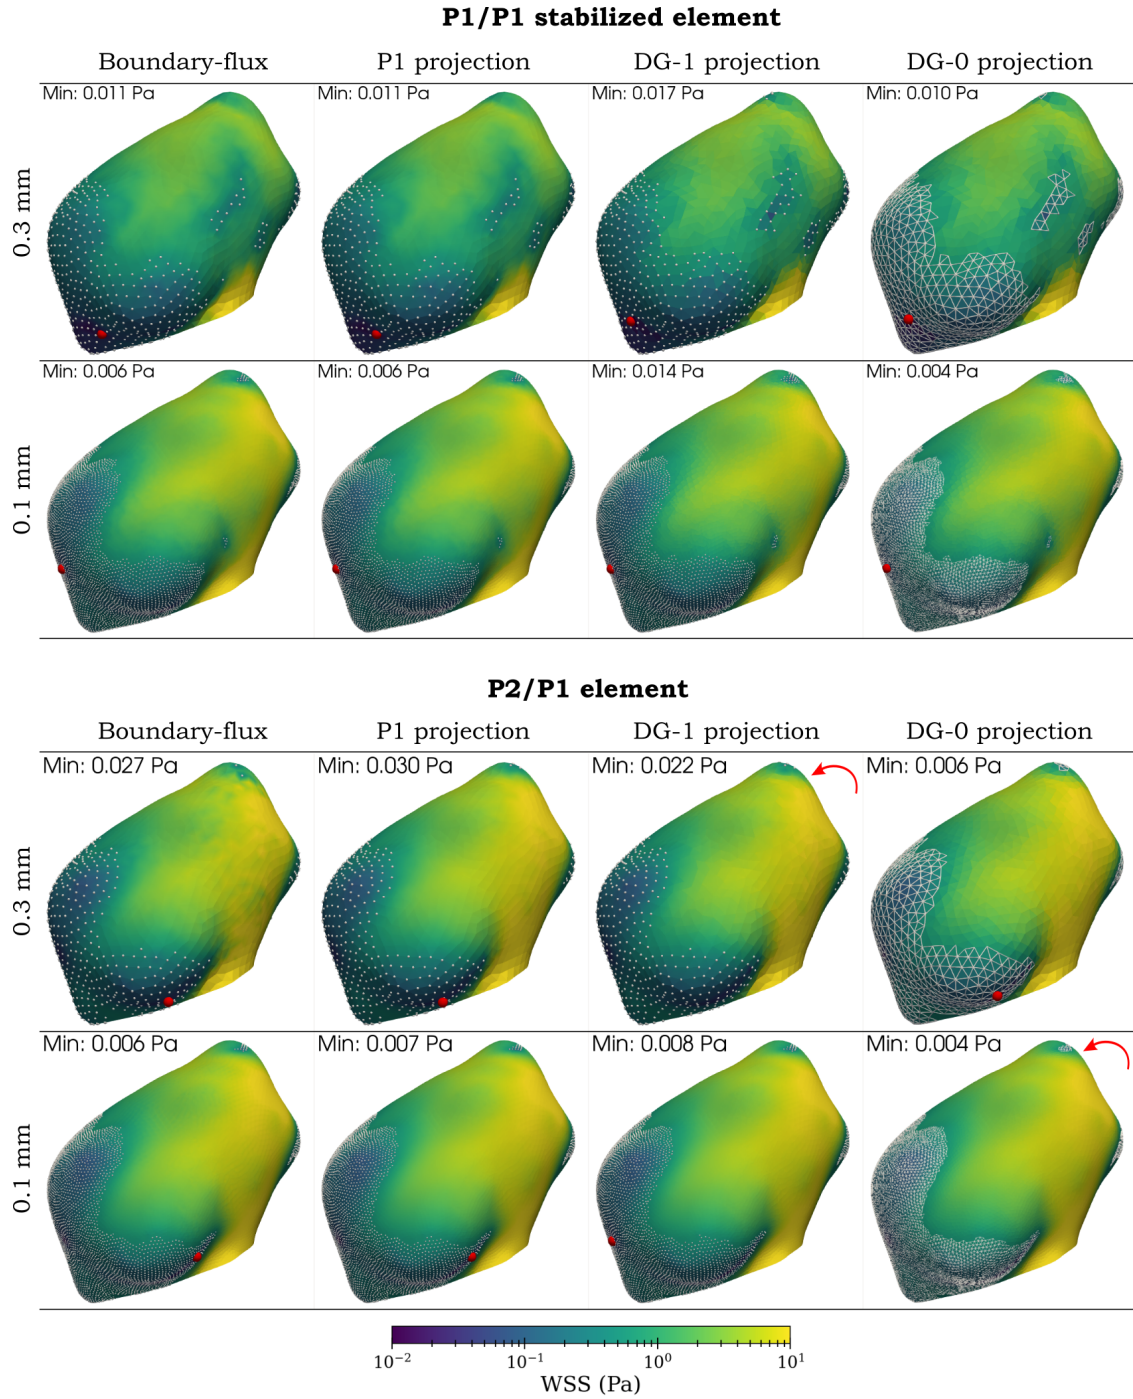 P1/P1 stabilized element
Boundary-flux P1 projection DG-1 projection DG-0 projection
0.3 mm
Min: 0.011 Pa Min: 0.011 Pa Min: 0.017 Pa Min: 0.010 Pa
0.1 mm
Min: 0.006 Pa Min: 0.006 Pa Min: 0.014 Pa Min: 0.004 Pa
P2/P1 element
Boundary-flux P1 projection DG-1 projection DG-0 projection
0.3 mm
Min: 0.027 Pa Min: 0.030 Pa Min: 0.022 Pa Min: 0.006 Pa
0.1 mm
Min: 0.006 Pa Min: 0.007 Pa Min: 0.008 Pa Min: 0.004 Pa
10⁻² 10⁻¹ 10⁰ 10¹
WSS (Pa)